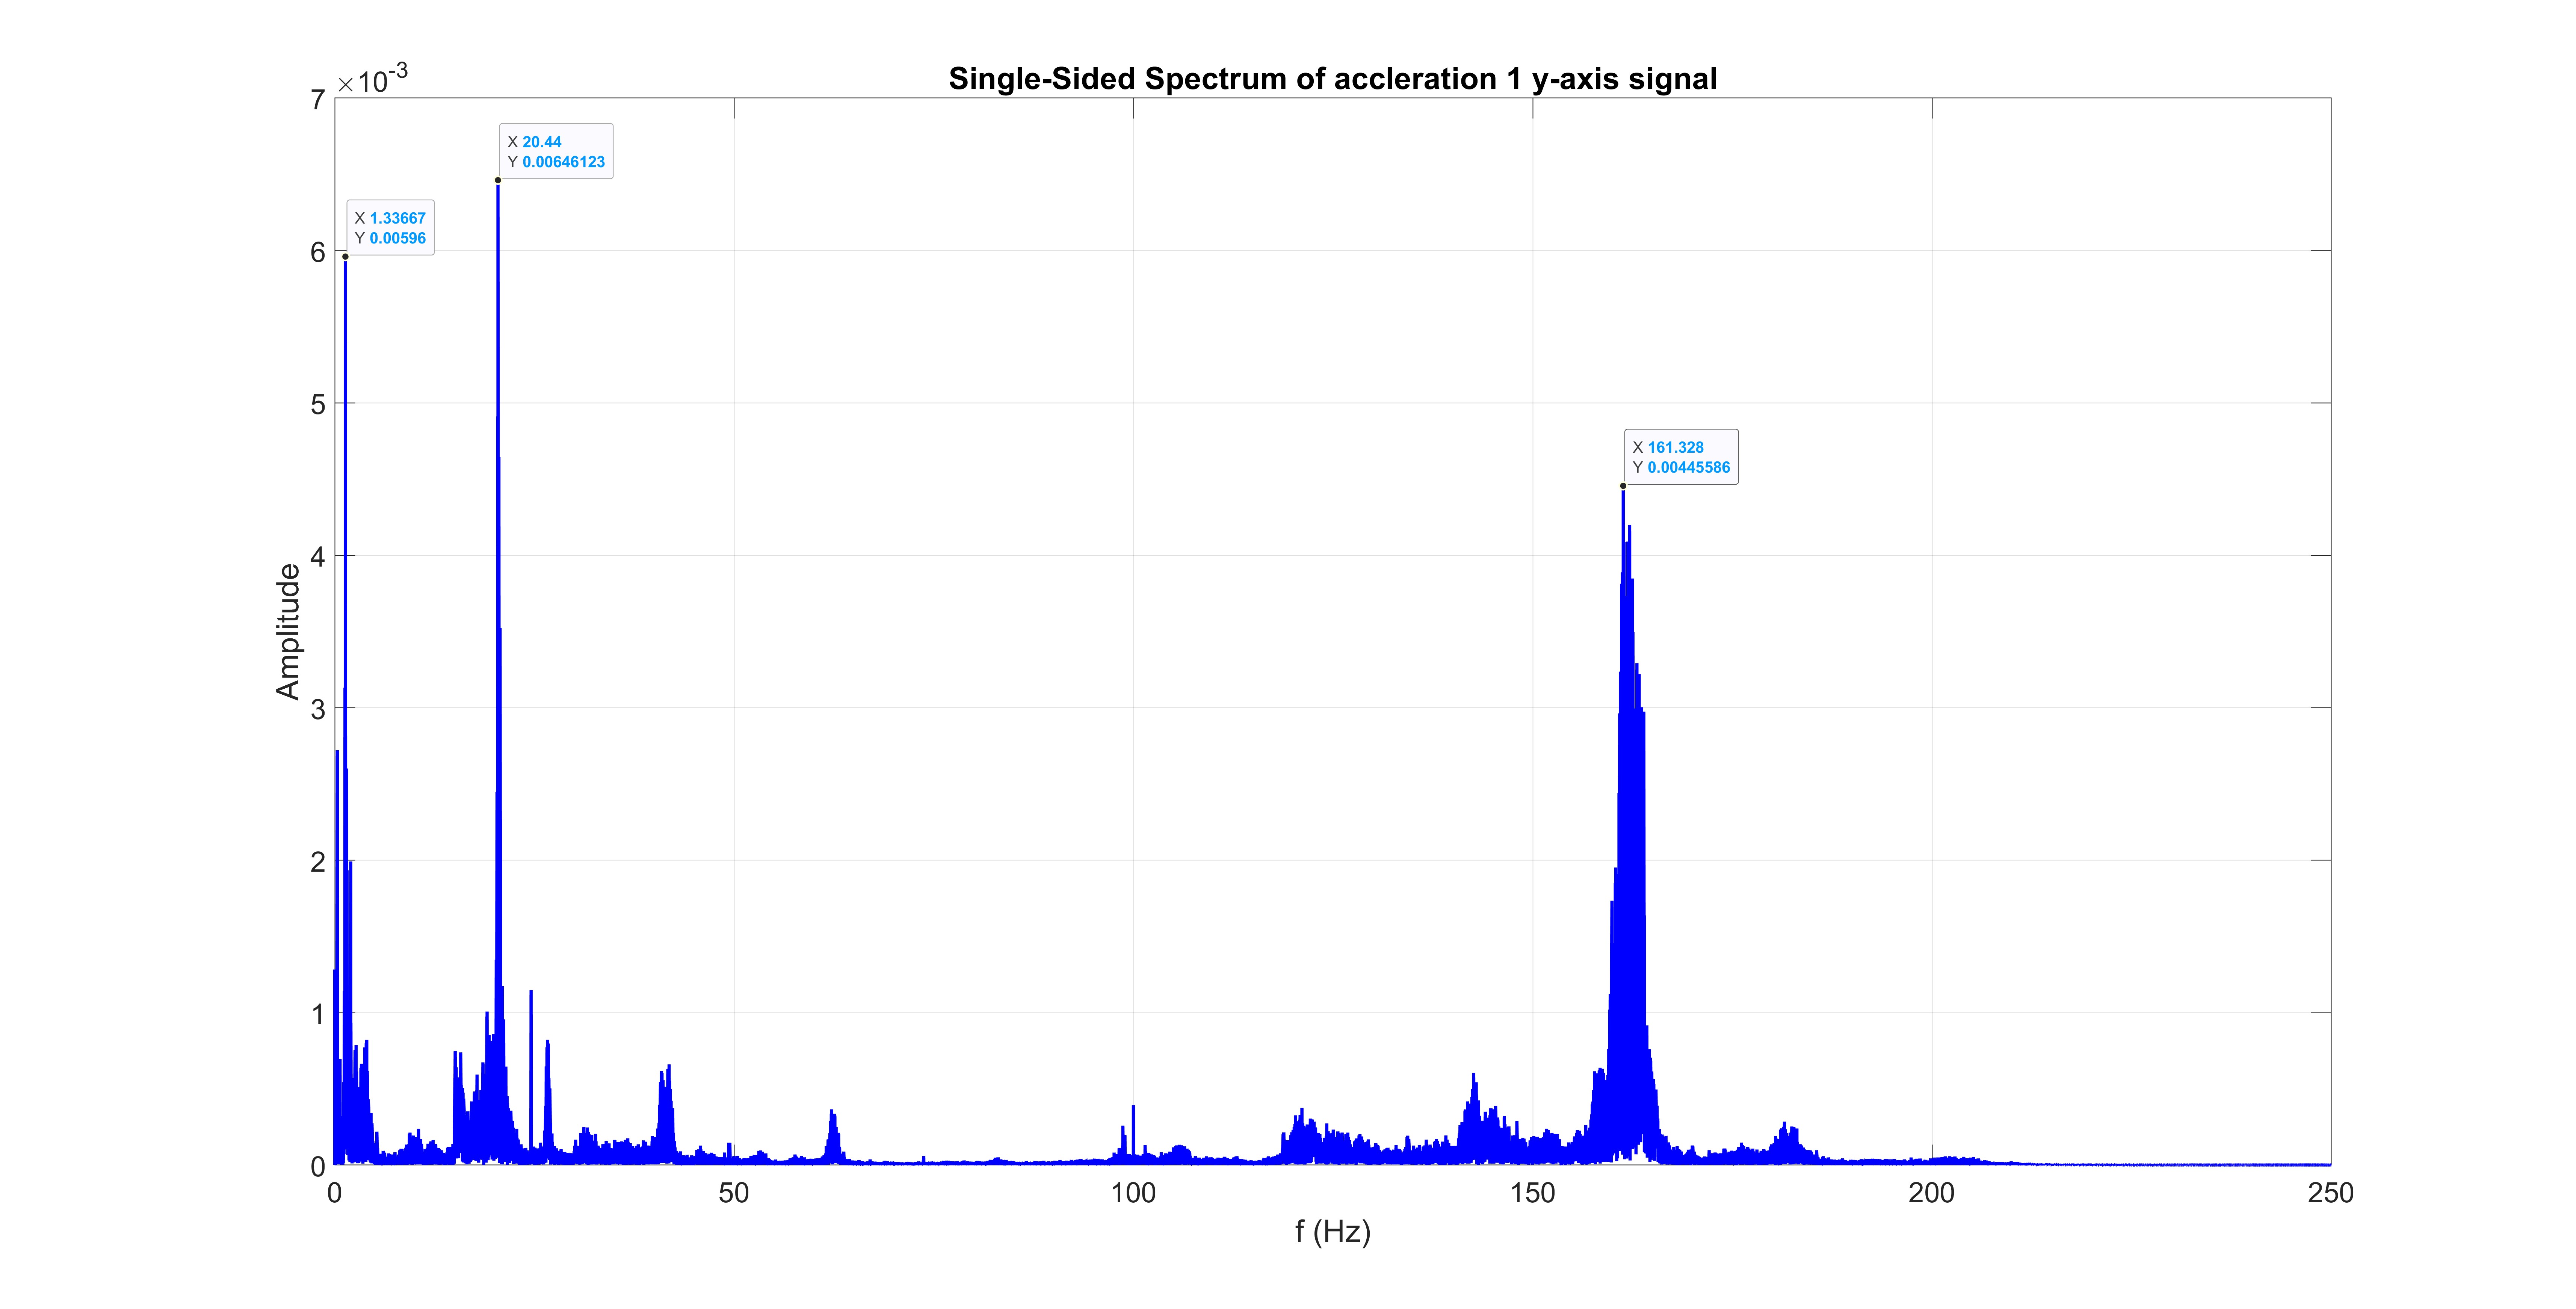 Single-Sided Spectrum of accleration 1 y-axis signal
×10-3
7
6
5
4
3
2
1
0
Amplitude
X 20.44
Y 0.00646123
X 1.33667
Y 0.00596
X 161.328
Y 0.00445586
0 50 100 150 200 250
f (Hz)